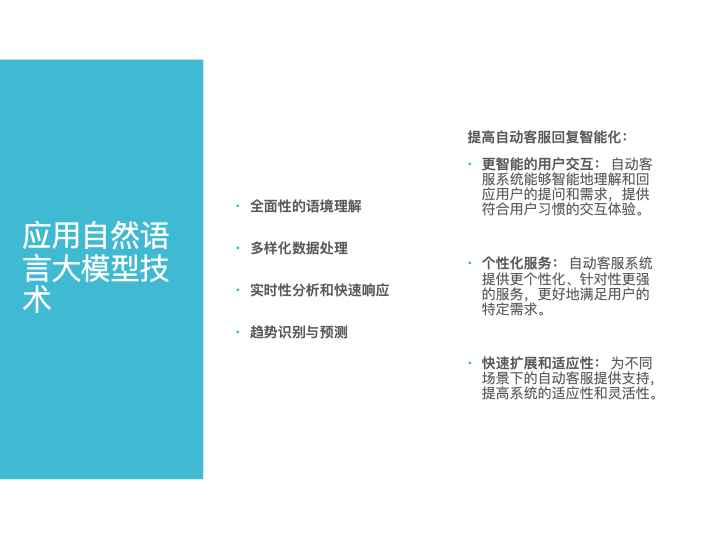 应用自然语
言大模型技
术
• 全面性的语境理解
• 多样化数据处理
• 实时性分析和快速响应
• 趋势识别与预测
提高自动客服回复智能化：
• 更智能的用户交互： 自动客
服系统能够智能地理解和回
应用户的提问和需求，提供
符合用户习惯的交互体验。
• 个性化服务： 自动客服系统
提供更个性化、针对性更强
的服务，更好地满足用户的
特定需求。
• 快速扩展和适应性： 为不同
场景下的自动客服提供支持，
提高系统的适应性和灵活性。